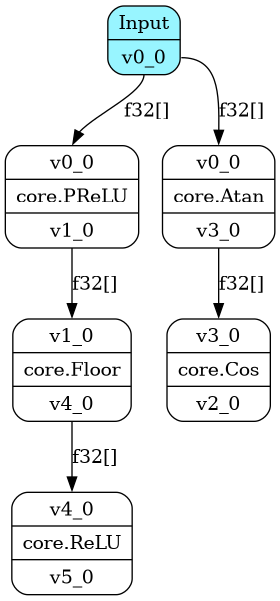 Input
v0_0
f32[]
f32[]
v0_0
core.PReLU
v1_0
v0_0
core.Atan
v3_0
f32[]
f32[]
v1_0
core.Floor
v4_0
v3_0
core.Cos
v2_0
f32[]
v4_0
core.ReLU
v5_0